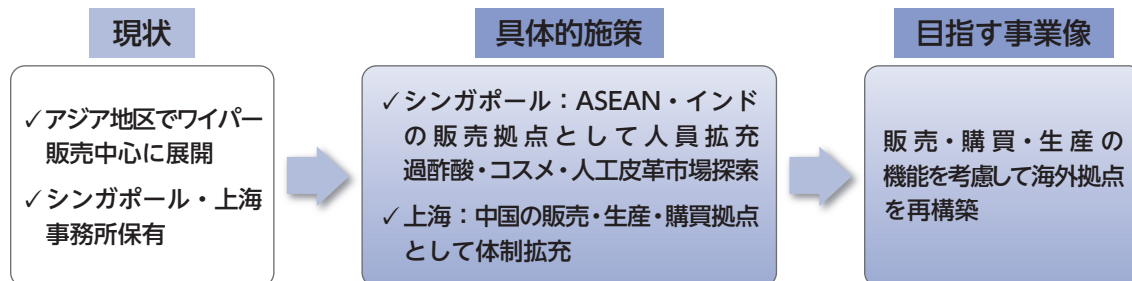 現状
✓アジア地区でワイパー
販売中心に展開
✓シンガポール・上海
事務所保有
具体的施策
✓シンガポール：ASEAN・インド
の販売拠点として人員拡充
過酢酸・コスメ・人工皮革市場探索
✓上海：中国の販売・生産・購買拠点
として体制拡充
目指す事業像
販売・購買・生産の
機能を考慮して海外拠点
を再構築